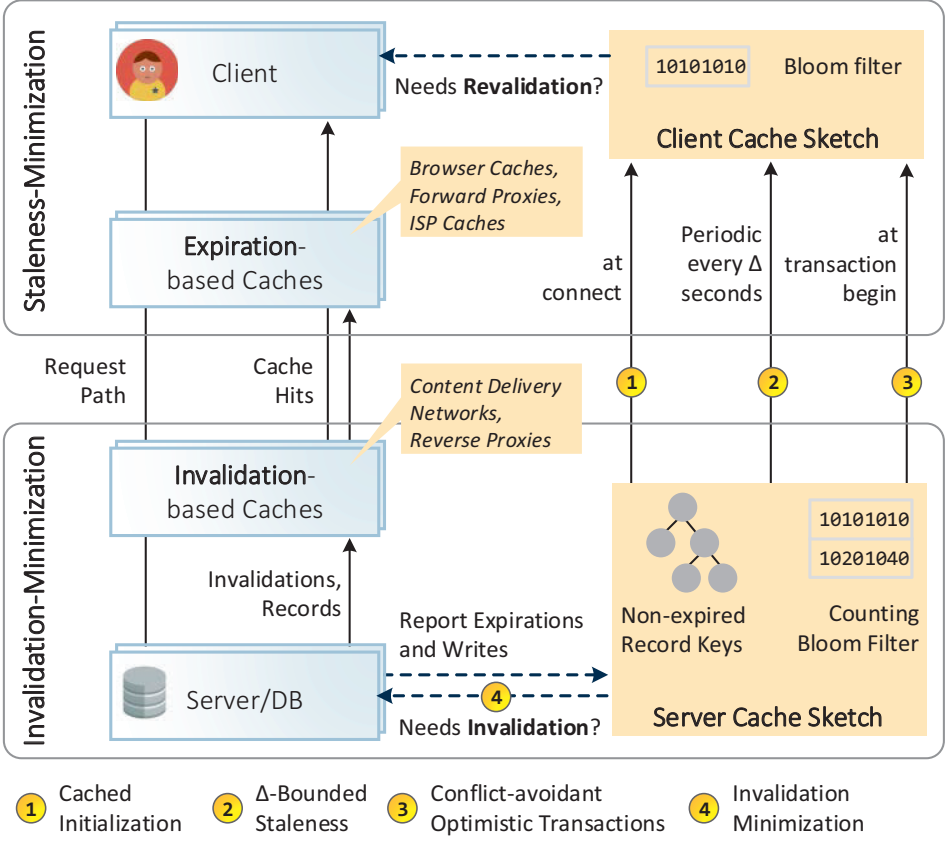 Staleness-Minimization
Client
Needs Revalidation?
10101010
Bloom filter
Client Cache Sketch
Browser Caches,
Forward Proxies,
ISP Caches
Expiration-
based Caches
at
connect
Periodic
every Δ
seconds
at
transaction
begin
Request
Path
Cache
Hits
1
2
3
Content Delivery
Networks,
Reverse Proxies
Invalidation-Minimization
Invalidation-
based Caches
Invalidations,
Records
10101010
10201040
Non-expired
Record Keys
Counting
Bloom Filter
Report Expirations
and Writes
Server/DB
4
Needs Invalidation?
Server Cache Sketch
1 Cached
Initialization
2 Δ-Bounded
Staleness
3 Conflict-avoidant
Optimistic Transactions
4 Invalidation
Minimization